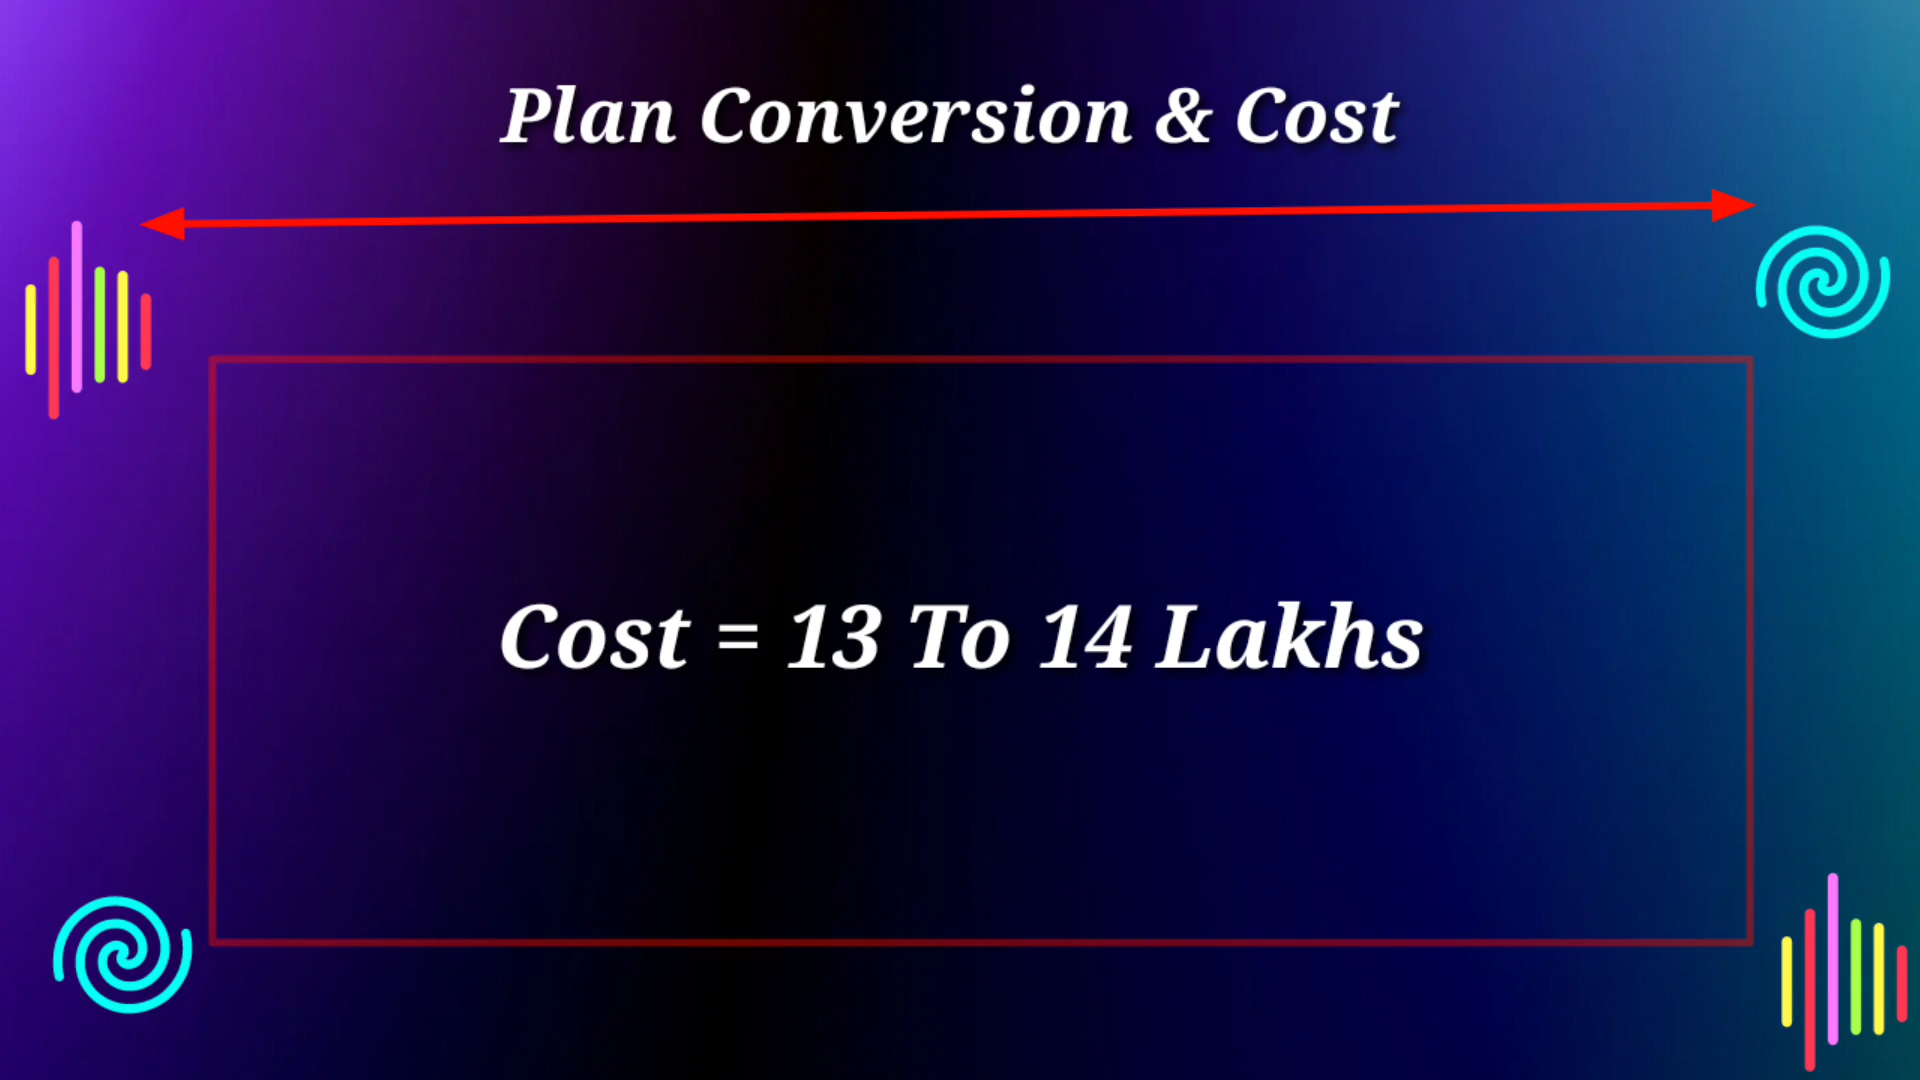 Plan Conversion & Cost
Cost = 13 To 14 Lakhs